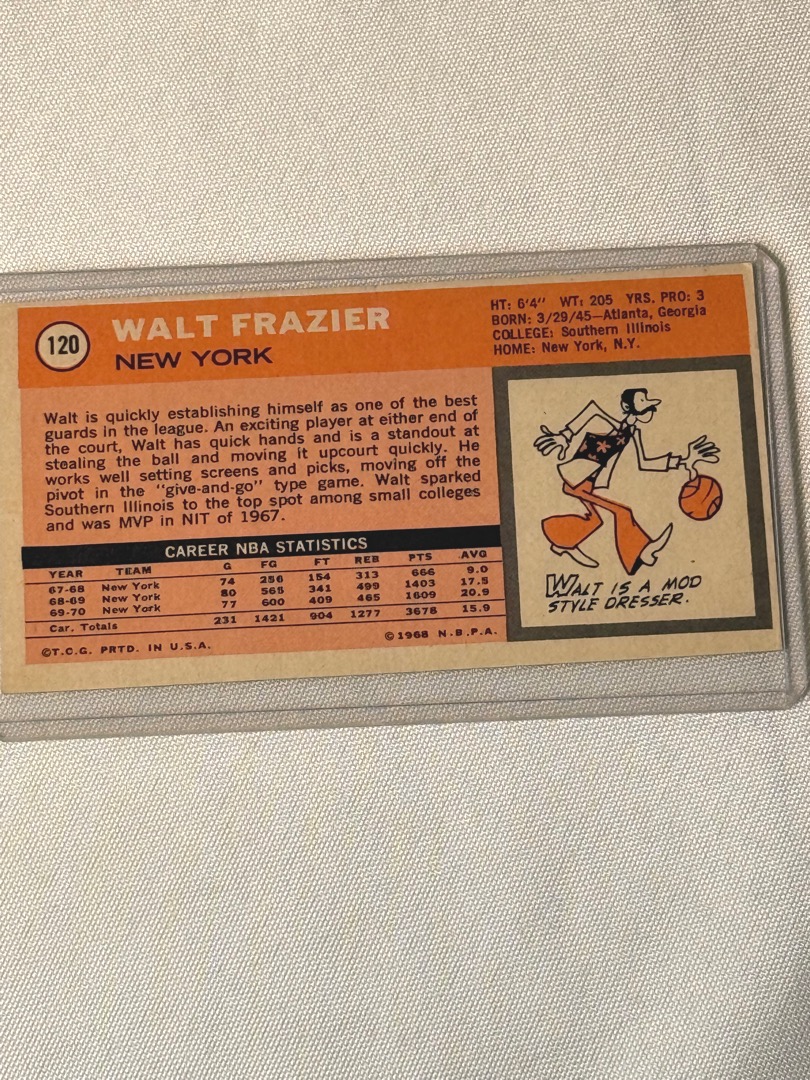 120
WALT FRAZIER
NEW YORK
HT: 6'4" WT: 205 YRS. PRO: 3
BORN: 3/29/45—Atlanta, Georgia
COLLEGE: Southern Illinois
HOME: New York, N.Y.
Walt is quickly establishing himself as one of the best
guards in the league. An exciting player at either end of
the court, Walt has quick hands and is a standout at
stealing the ball and moving it upcourt quickly. He
works well setting screens and picks, moving off the
pivot in the "give-and-go" type game. Walt sparked
Southern Illinois to the top spot among small colleges
and was MVP in NIT of 1967.
CAREER NBA STATISTICS
YEAR TEAM G FG FT REB PTS AVG
67-68 New York 74 256 154 313 666 9.0
68-69 New York 80 565 341 499 1403 17.5
69-70 New York 77 600 409 465 1609 20.9
Car. Totals 231 1421 904 1277 3678 15.9
©T.C.G. PRTD. IN U.S.A. ©1968 N.B.P.A.
WALT IS A MOD
STYLE DRESSER.